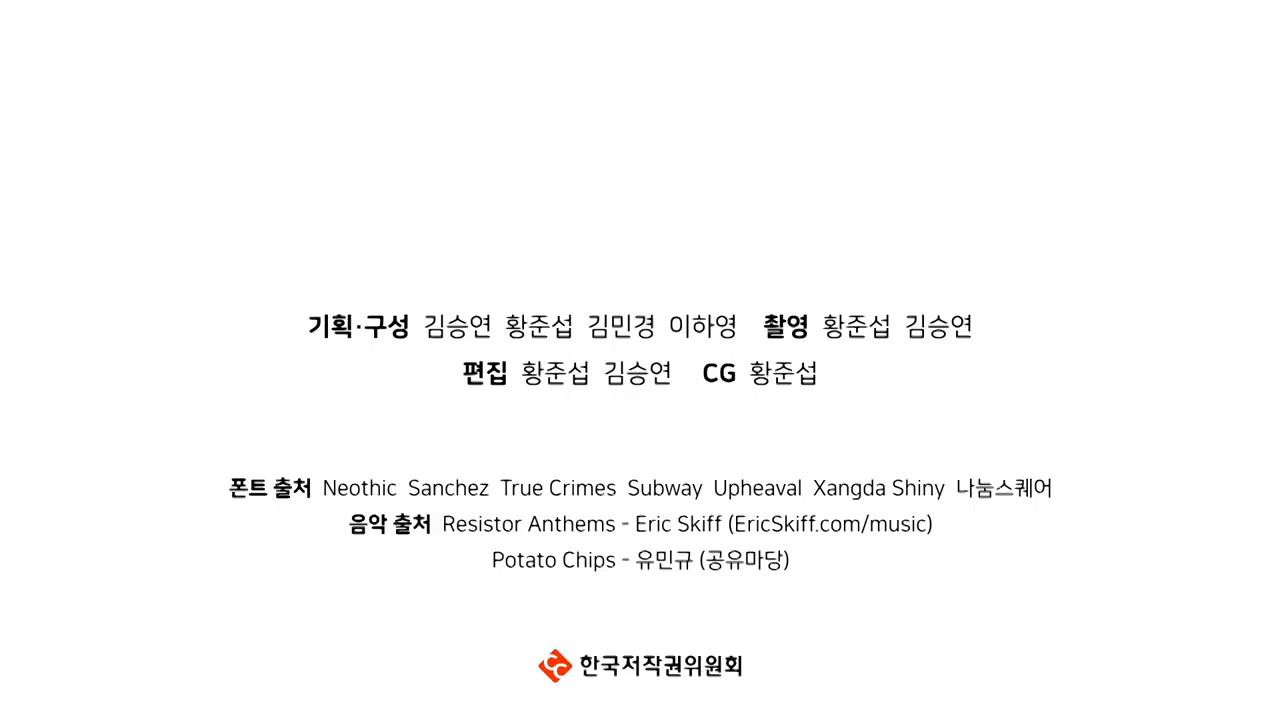 기획·구성 김승연 황준섭 김민경 이하영 촬영 황준섭 김승연
편집 황준섭 김승연 CG 황준섭
폰트 출처 Neothic Sanchez True Crimes Subway Upheaval Xangda Shiny 나눔스퀘어
음악 출처 Resistor Anthems - Eric Skiff (EricSkiff.com/music)
Potato Chips - 유민규 (공유마당)
한국저작권위원회